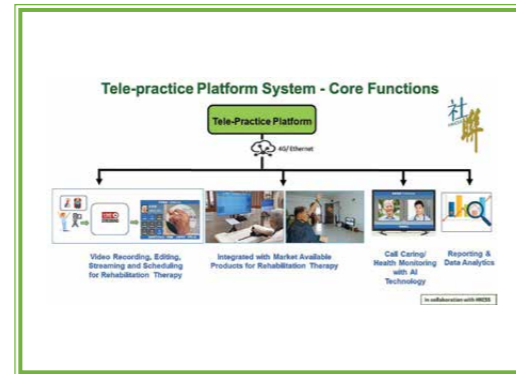 Tele-practice Platform System - Core Functions
社
聯
Tele-Practice Platform
4G/ Ethernet
Video Recording, Editing,
Streaming and Scheduling
for Rehabilitation Therapy
Integrated with Market Available
Products for Rehabilitation Therapy
Call Caring/
Health Monitoring
with AI
Technology
Reporting &
Data Analytics
In collaboration with HKCSS